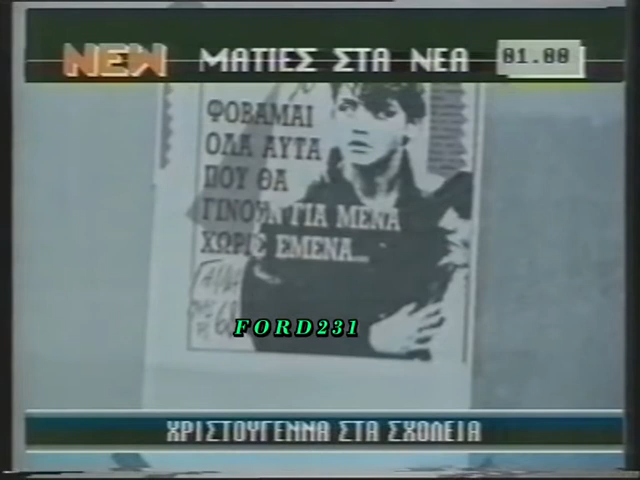 NEW ΜΑΤΙΕΣ ΣΤΑ ΝΕΑ 01.00
ΦΟΒΑΜΑΙ
ΟΛΑ ΑΥΤΑ
ΠΟΥ ΘΑ
ΓΙΝΟΥΝ ΓΙΑ ΜΕΝΑ
ΧΩΡΙΣ ΕΜΕΝΑ...
FORD231
ΧΡΙΣΤΟΥΓΕΝΝΑ ΣΤΑ ΣΧΟΛΕΙΑ